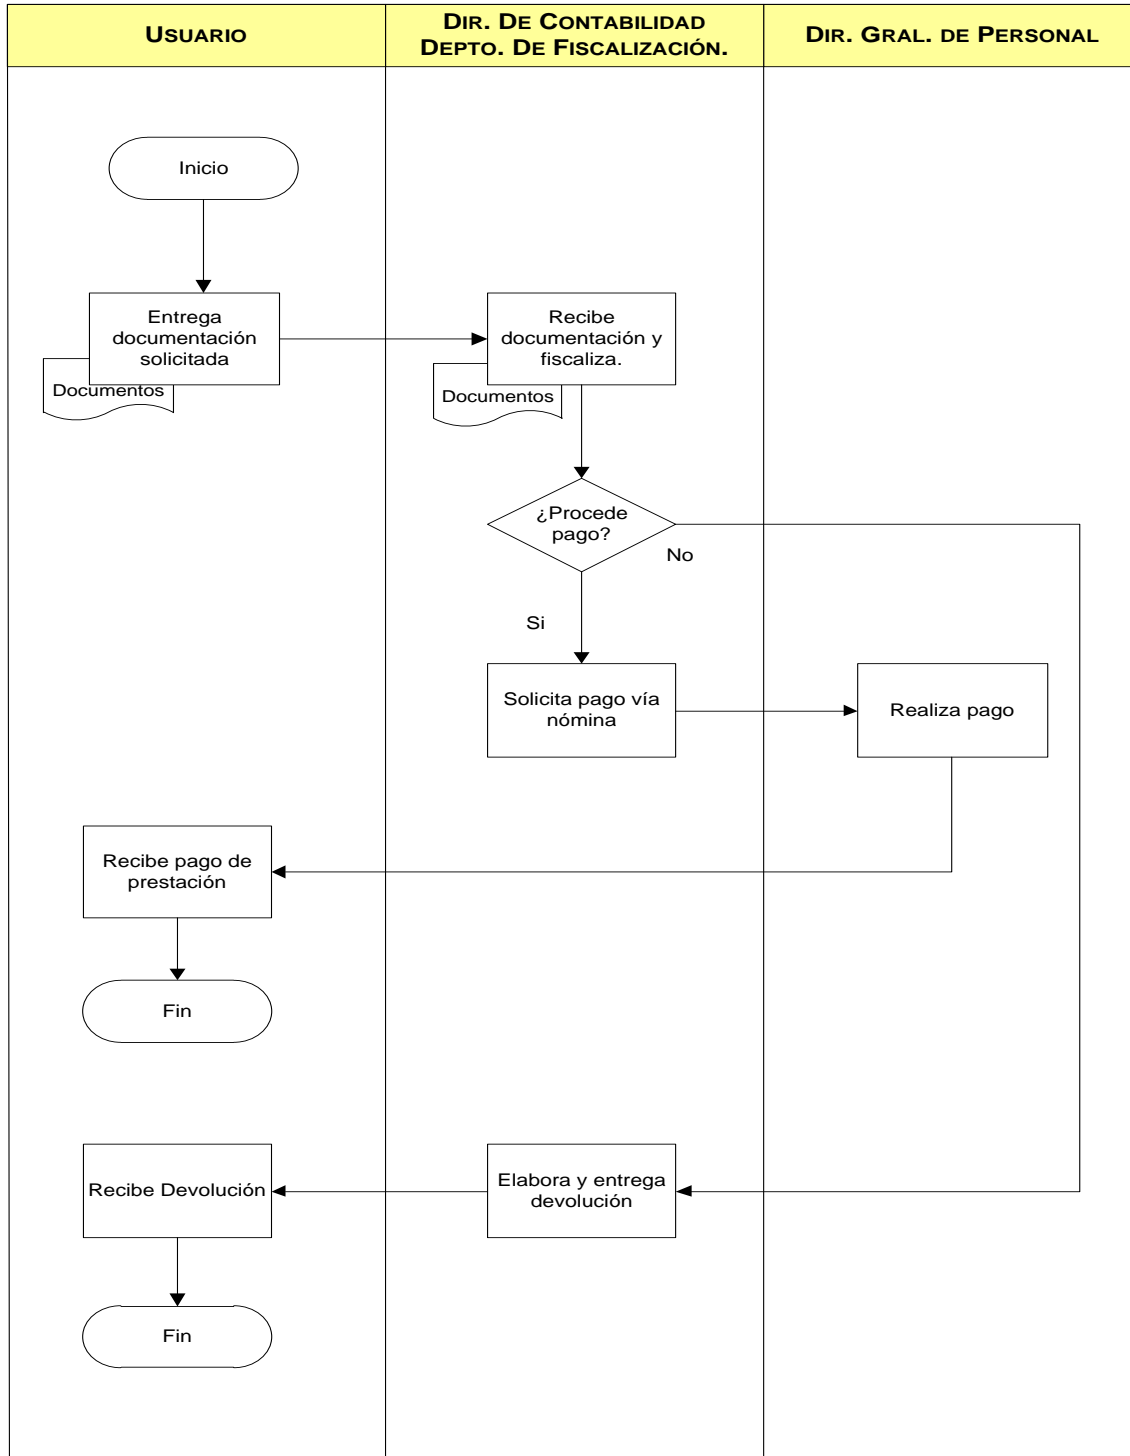 USUARIO
DIR. DE CONTABILIDAD
DEPTO. DE FISCALIZACIÓN.
DIR. GRAL. DE PERSONAL
Inicio
Entrega
documentación
solicitada
Documentos
Recibe
documentación y
fiscaliza.
Documentos
¿Procede
pago?
No
Si
Solicita pago vía
nómina
Realiza pago
Recibe pago de
prestación
Fin
Recibe Devolución
Elabora y entrega
devolución
Fin